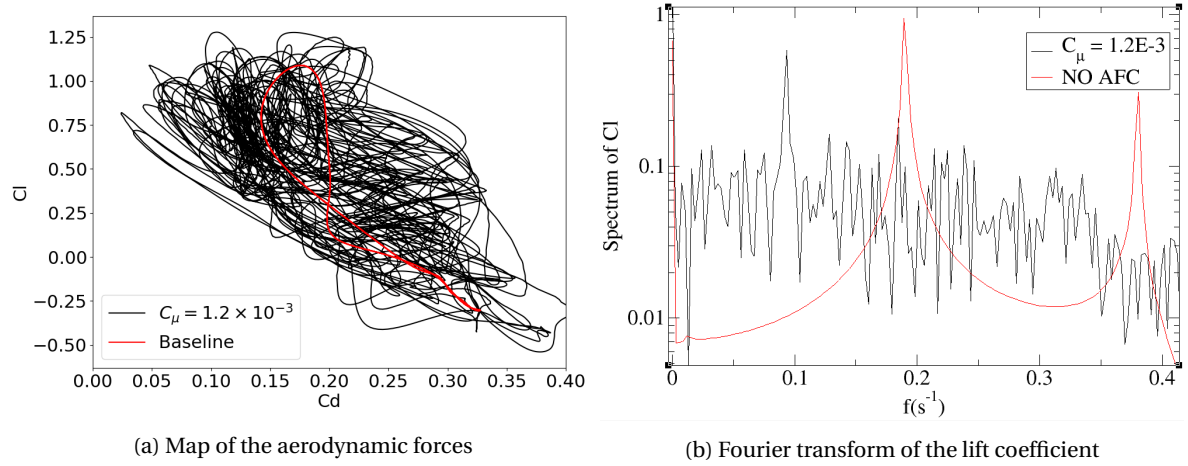 1.25
1.00
0.75
0.50
0.25
0.00
−0.25
−0.50
Cl
C_μ = 1.2 × 10⁻³
Baseline
0.00 0.05 0.10 0.15 0.20 0.25 0.30 0.35 0.40
Cd
(a) Map of the aerodynamic forces
1
0.1
0.01
Spectrum of Cl
C_μ = 1.2E-3
NO AFC
0 0.1 0.2 0.3 0.4
f(s⁻¹)
(b) Fourier transform of the lift coefficient